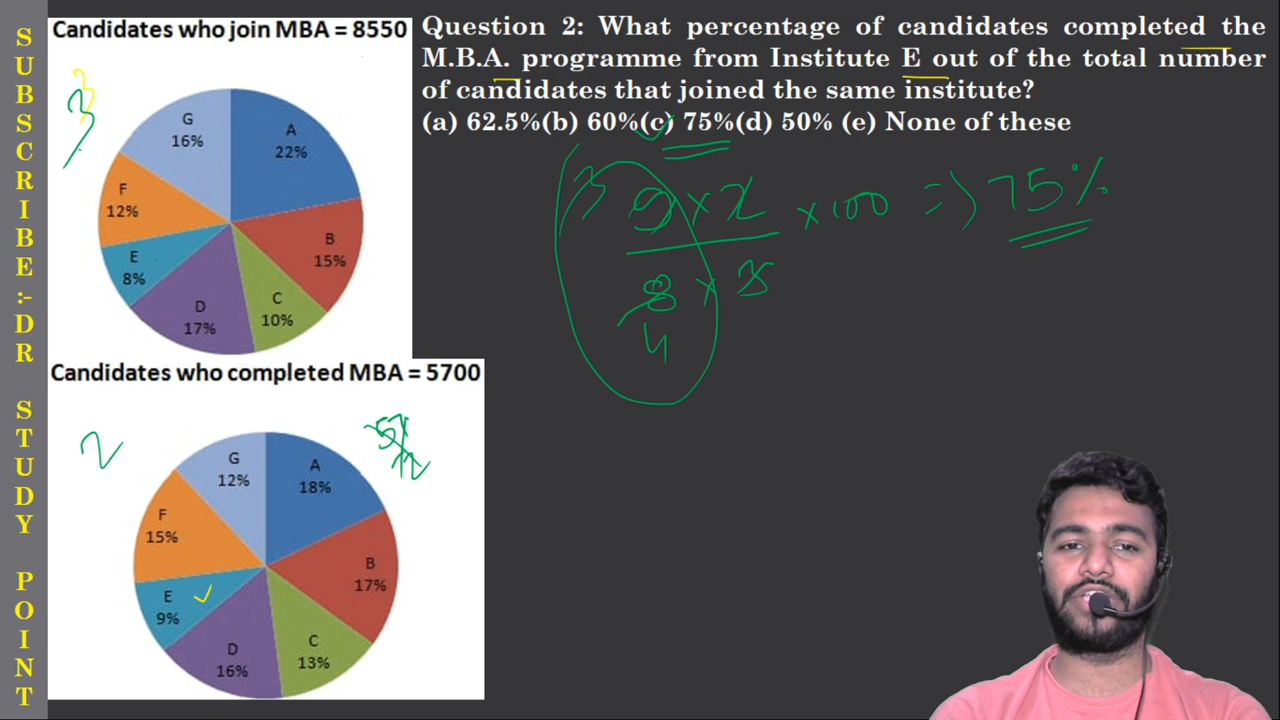 SUBSCRIBE:-DR STUDY POINT
Candidates who join MBA = 8550
3
3
G
16%
A
22%
F
12%
B
15%
E
8%
D
17%
C
10%
Candidates who completed MBA = 5700
2
57
G
12%
A
18%
F
15%
B
17%
E
9%
D
16%
C
13%
Question 2: What percentage of candidates completed the
M.B.A. programme from Institute E out of the total number
of candidates that joined the same institute?
(a) 62.5%(b) 60%(c) 75%(d) 50% (e) None of these
3
9 × 2 × 100 => 75%
8 × 3
4